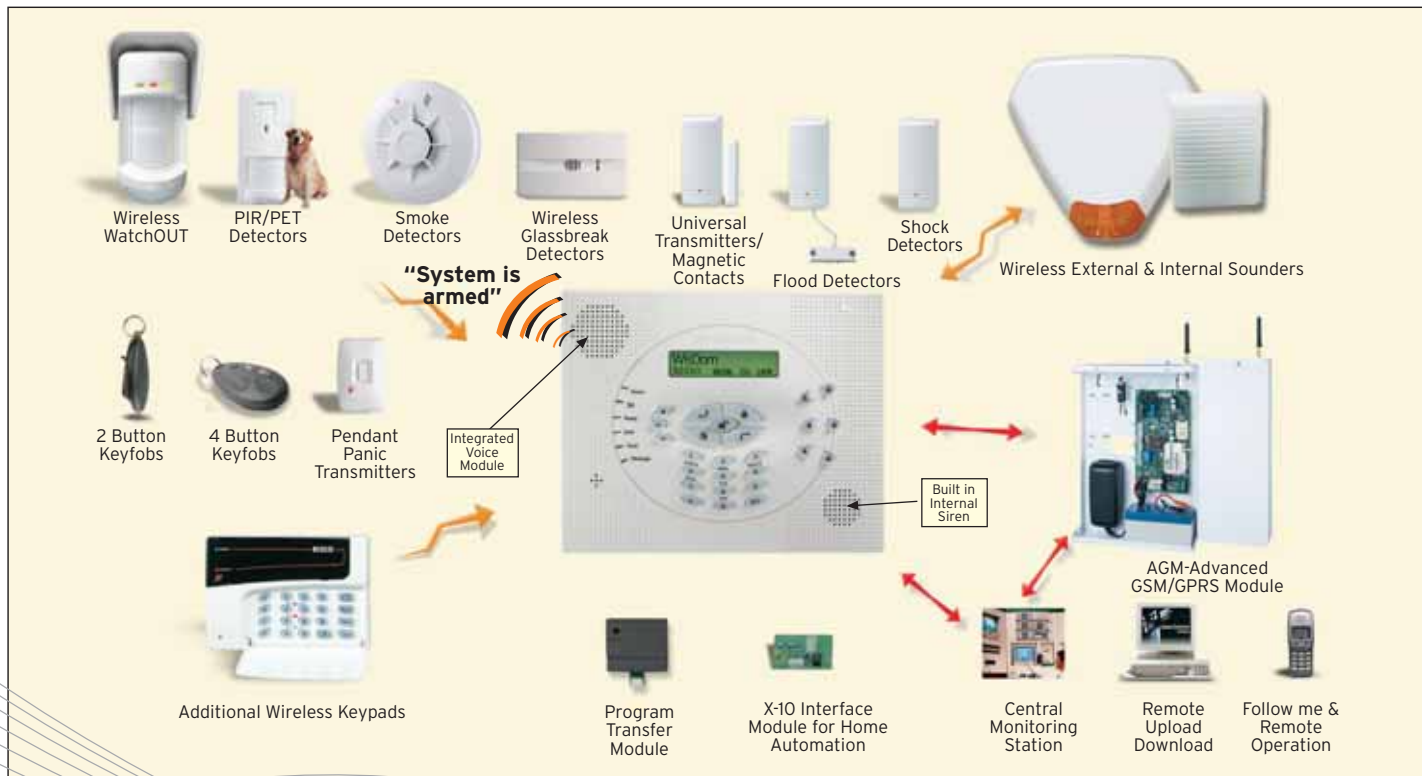 Wireless
WatchOUT
PIR/PET
Detectors
Smoke
Detectors
Wireless
Glassbreak
Detectors
Universal
Transmitters/
Magnetic
Contacts
Flood Detectors
Shock
Detectors
Wireless External & Internal Sounders
"System is
armed"
2 Button
Keyfobs
4 Button
Keyfobs
Pendant
Panic
Transmitters
Integrated
Voice
Module
WisDom
Built in
Internal
Siren
AGM-Advanced
GSM/GPRS Module
Additional Wireless Keypads
Program
Transfer
Module
X-10 Interface
Module for Home
Automation
Central
Monitoring
Station
Remote
Upload
Download
Follow me &
Remote
Operation